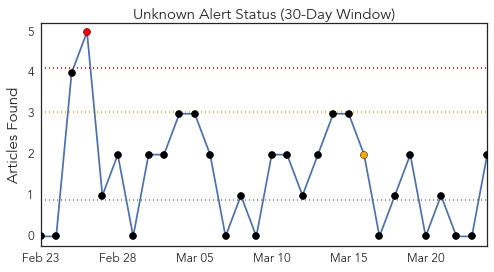 Unknown Alert Status (30-Day Window)
Articles Found
5
4
3
2
1
0
Feb 23
Feb 28
Mar 05
Mar 10
Mar 15
Mar 20